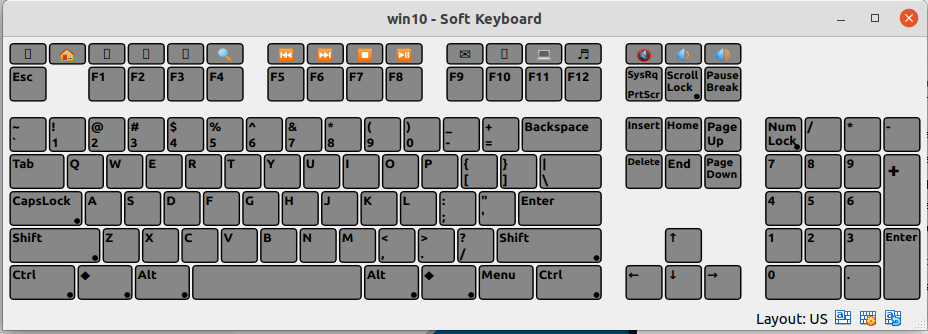 win10 - Soft Keyboard
Esc F1 F2 F3 F4 F5 F6 F7 F8 F9 F10 F11 F12 SysRq PrtScr Scroll Lock Pause Break
~ ` ! 1 @ 2 # 3 $ 4 % 5 ^ 6 & 7 * 8 ( 9 ) 0 _ - + = Backspace Insert Home Page Up Num Lock / * -
Tab Q W E R T Y U I O P { [ } ] | \ Delete End Page Down 7 8 9 +
CapsLock A S D F G H J K L : ; " ' Enter 4 5 6
Shift Z X C V B N M < , > . ? / Shift ↑ 1 2 3 Enter
Ctrl ◆ Alt Alt ◆ Menu Ctrl ← ↓ → 0 .
Layout: US